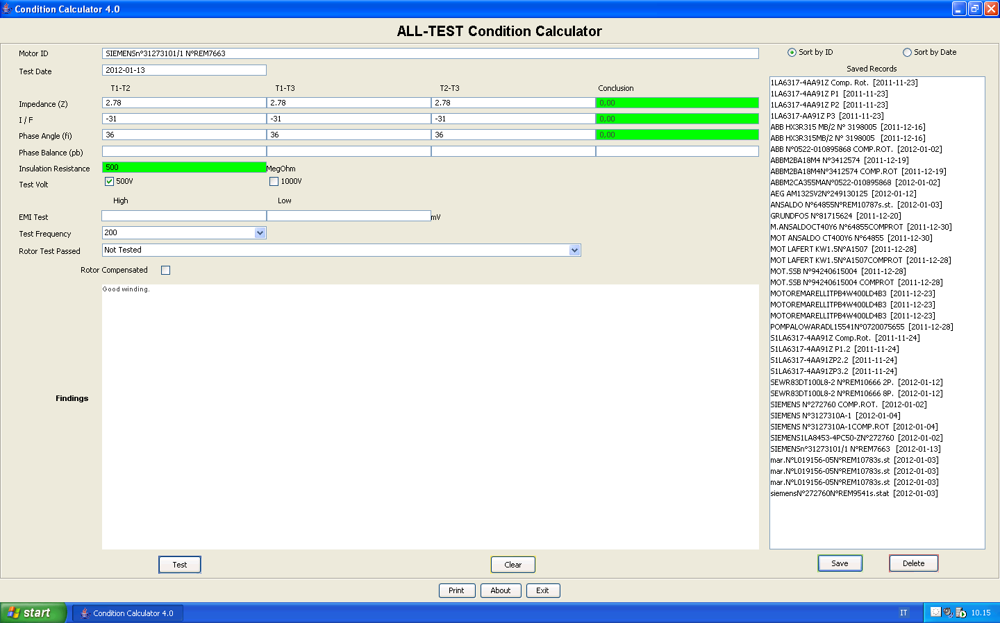 Condition Calculator 4.0
ALL-TEST Condition Calculator
Motor ID SIEMENSn°31273101/1 N°REM7663
Test Date 2012-01-13
T1-T2 T1-T3 T2-T3 Conclusion
Impedance (Z) 2.78 2.78 2.78 0,00
I / F -31 -31 -31 0,00
Phase Angle (fi) 36 36 36 0,00
Phase Balance (pb)
Insulation Resistance 500 MegOhm
Test Volt 500V 1000V
High Low
EMI Test mV
Test Frequency 200
Rotor Test Passed Not Tested
Rotor Compensated
Good winding.
Findings
Test Clear
Sort by ID Sort by Date
Saved Records
1LA6317-4AA91Z Comp. Rot. [2011-11-23]
1LA6317-4AA91Z P1 [2011-11-23]
1LA6317-4AA91Z P2 [2011-11-23]
1LA6317-AA91Z P3 [2011-11-23]
ABB HX3R315 MB/2 N° 3198005 [2011-12-16]
ABB HX3R315MB/2 N° 3198005 [2011-12-16]
ABB N°0522-010895868 COMP.ROT. [2012-01-02]
ABBM2BA18M4 N°3412574 [2011-12-19]
ABBM2BA18M4N°3412574 COMP.ROT [2011-12-19]
ABBM2CA355MAN°0522-010895868 [2012-01-02]
AEG AM132SV2N°249130125 [2012-01-12]
ANSALDO N°64855N°REM10787s.st. [2012-01-03]
GRUNDFOS N°81715624 [2011-12-20]
M.ANSALDOCT40Y6 N°64855COMPROT [2011-12-30]
MOT ANSALDO CT400Y6 N°64855 [2011-12-30]
MOT LAFERT KW1.5N°A1507 [2011-12-28]
MOT LAFERT KW1.5N°A1507COMPROT [2011-12-28]
MOT.SSB N°94240615004 [2011-12-28]
MOT.SSB N°94240615004 COMPROT [2011-12-28]
MOTOREMARELLITPB4W400LD4B3 [2011-12-23]
MOTOREMARELLITPB4W400LD4B3 [2011-12-23]
MOTOREMARELLITPB4W400LD4B3 [2011-12-23]
POMPALOWARADL15541N°0720075655 [2011-12-28]
S1LA6317-4AA91Z Comp.Rot. [2011-11-24]
S1LA6317-4AA91Z P1.2 [2011-11-24]
S1LA6317-4AA91ZP2.2 [2011-11-24]
S1LA6317-4AA91ZP3.2 [2011-11-24]
SEWR83DT100L8-2 N°REM10666 2P. [2012-01-12]
SEWR83DT100L8-2 N°REM10666 8P. [2012-01-12]
SIEMENS N°272760 COMP.ROT. [2012-01-02]
SIEMENS N°3127310A-1 [2012-01-04]
SIEMENS N°3127310A-1COMP.ROT [2012-01-04]
SIEMENS1LA8453-4PC50-ZN°272760 [2012-01-02]
SIEMENSn°31273101/1 N°REM7663 [2012-01-13]
mar.N°L019156-05N°REM10783s.st [2012-01-03]
mar.N°L019156-05N°REM10783s.st [2012-01-03]
mar.N°L019156-05N°REM10783s.st [2012-01-03]
siemensN°272760N°REM9541s.stat [2012-01-03]
Save Delete
Print About Exit
start Condition Calculator 4.0 IT 10.15